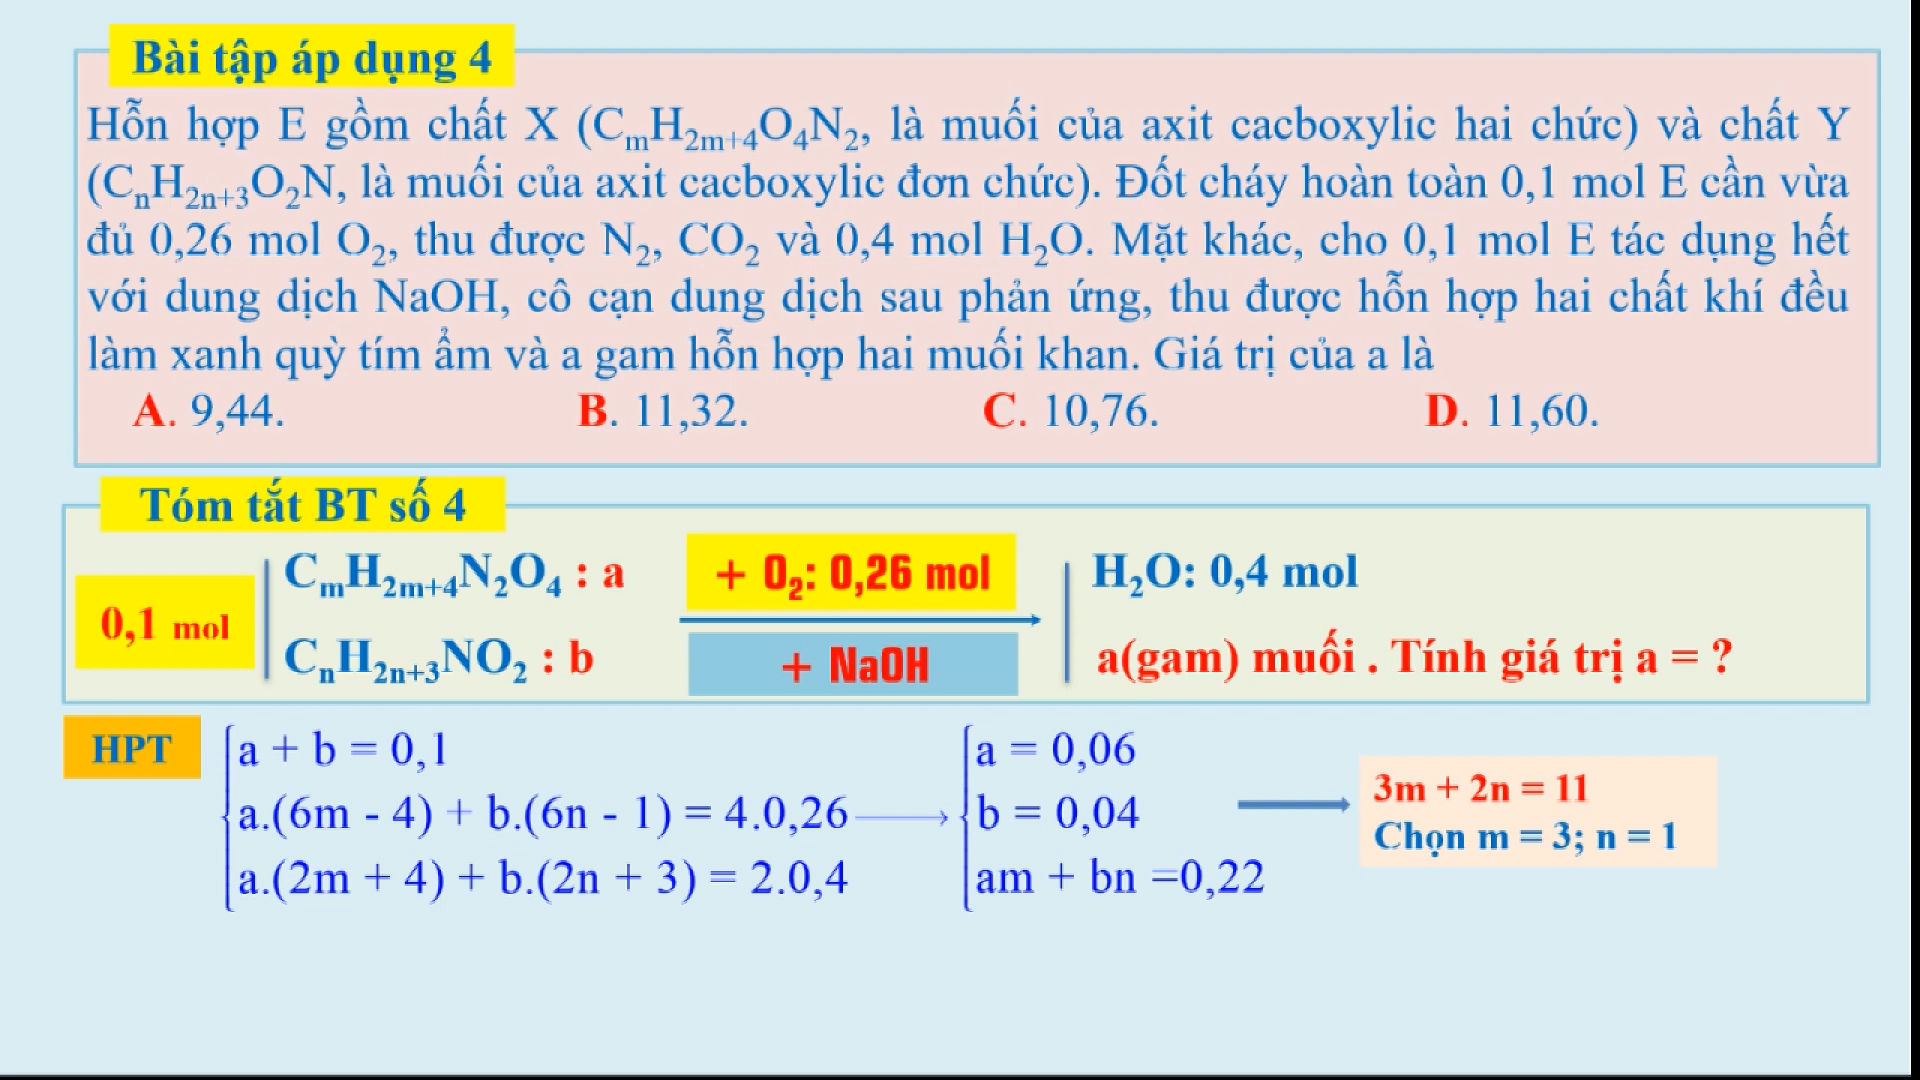 Bài tập áp dụng 4
Hỗn hợp E gồm chất X (CₘH₂ₘ₊₄O₄N₂, là muối của axit cacboxylic hai chức) và chất Y
(CₙH₂ₙ₊₃O₂N, là muối của axit cacboxylic đơn chức). Đốt cháy hoàn toàn 0,1 mol E cần vừa
đủ 0,26 mol O₂, thu được N₂, CO₂ và 0,4 mol H₂O. Mặt khác, cho 0,1 mol E tác dụng hết
với dung dịch NaOH, cô cạn dung dịch sau phản ứng, thu được hỗn hợp hai chất khí đều
làm xanh quỳ tím ẩm và a gam hỗn hợp hai muối khan. Giá trị của a là
A. 9,44. B. 11,32. C. 10,76. D. 11,60.
Tóm tắt BT số 4
0,1 mol
CₘH₂ₘ₊₄N₂O₄ : a
CₙH₂ₙ₊₃NO₂ : b
+ O₂: 0,26 mol
+ NaOH
H₂O: 0,4 mol
a(gam) muối . Tính giá trị a = ?
HPT
a + b = 0,1
a.(6m - 4) + b.(6n - 1) = 4.0,26
a.(2m + 4) + b.(2n + 3) = 2.0,4
a = 0,06
b = 0,04
am + bn =0,22
3m + 2n = 11
Chọn m = 3; n = 1